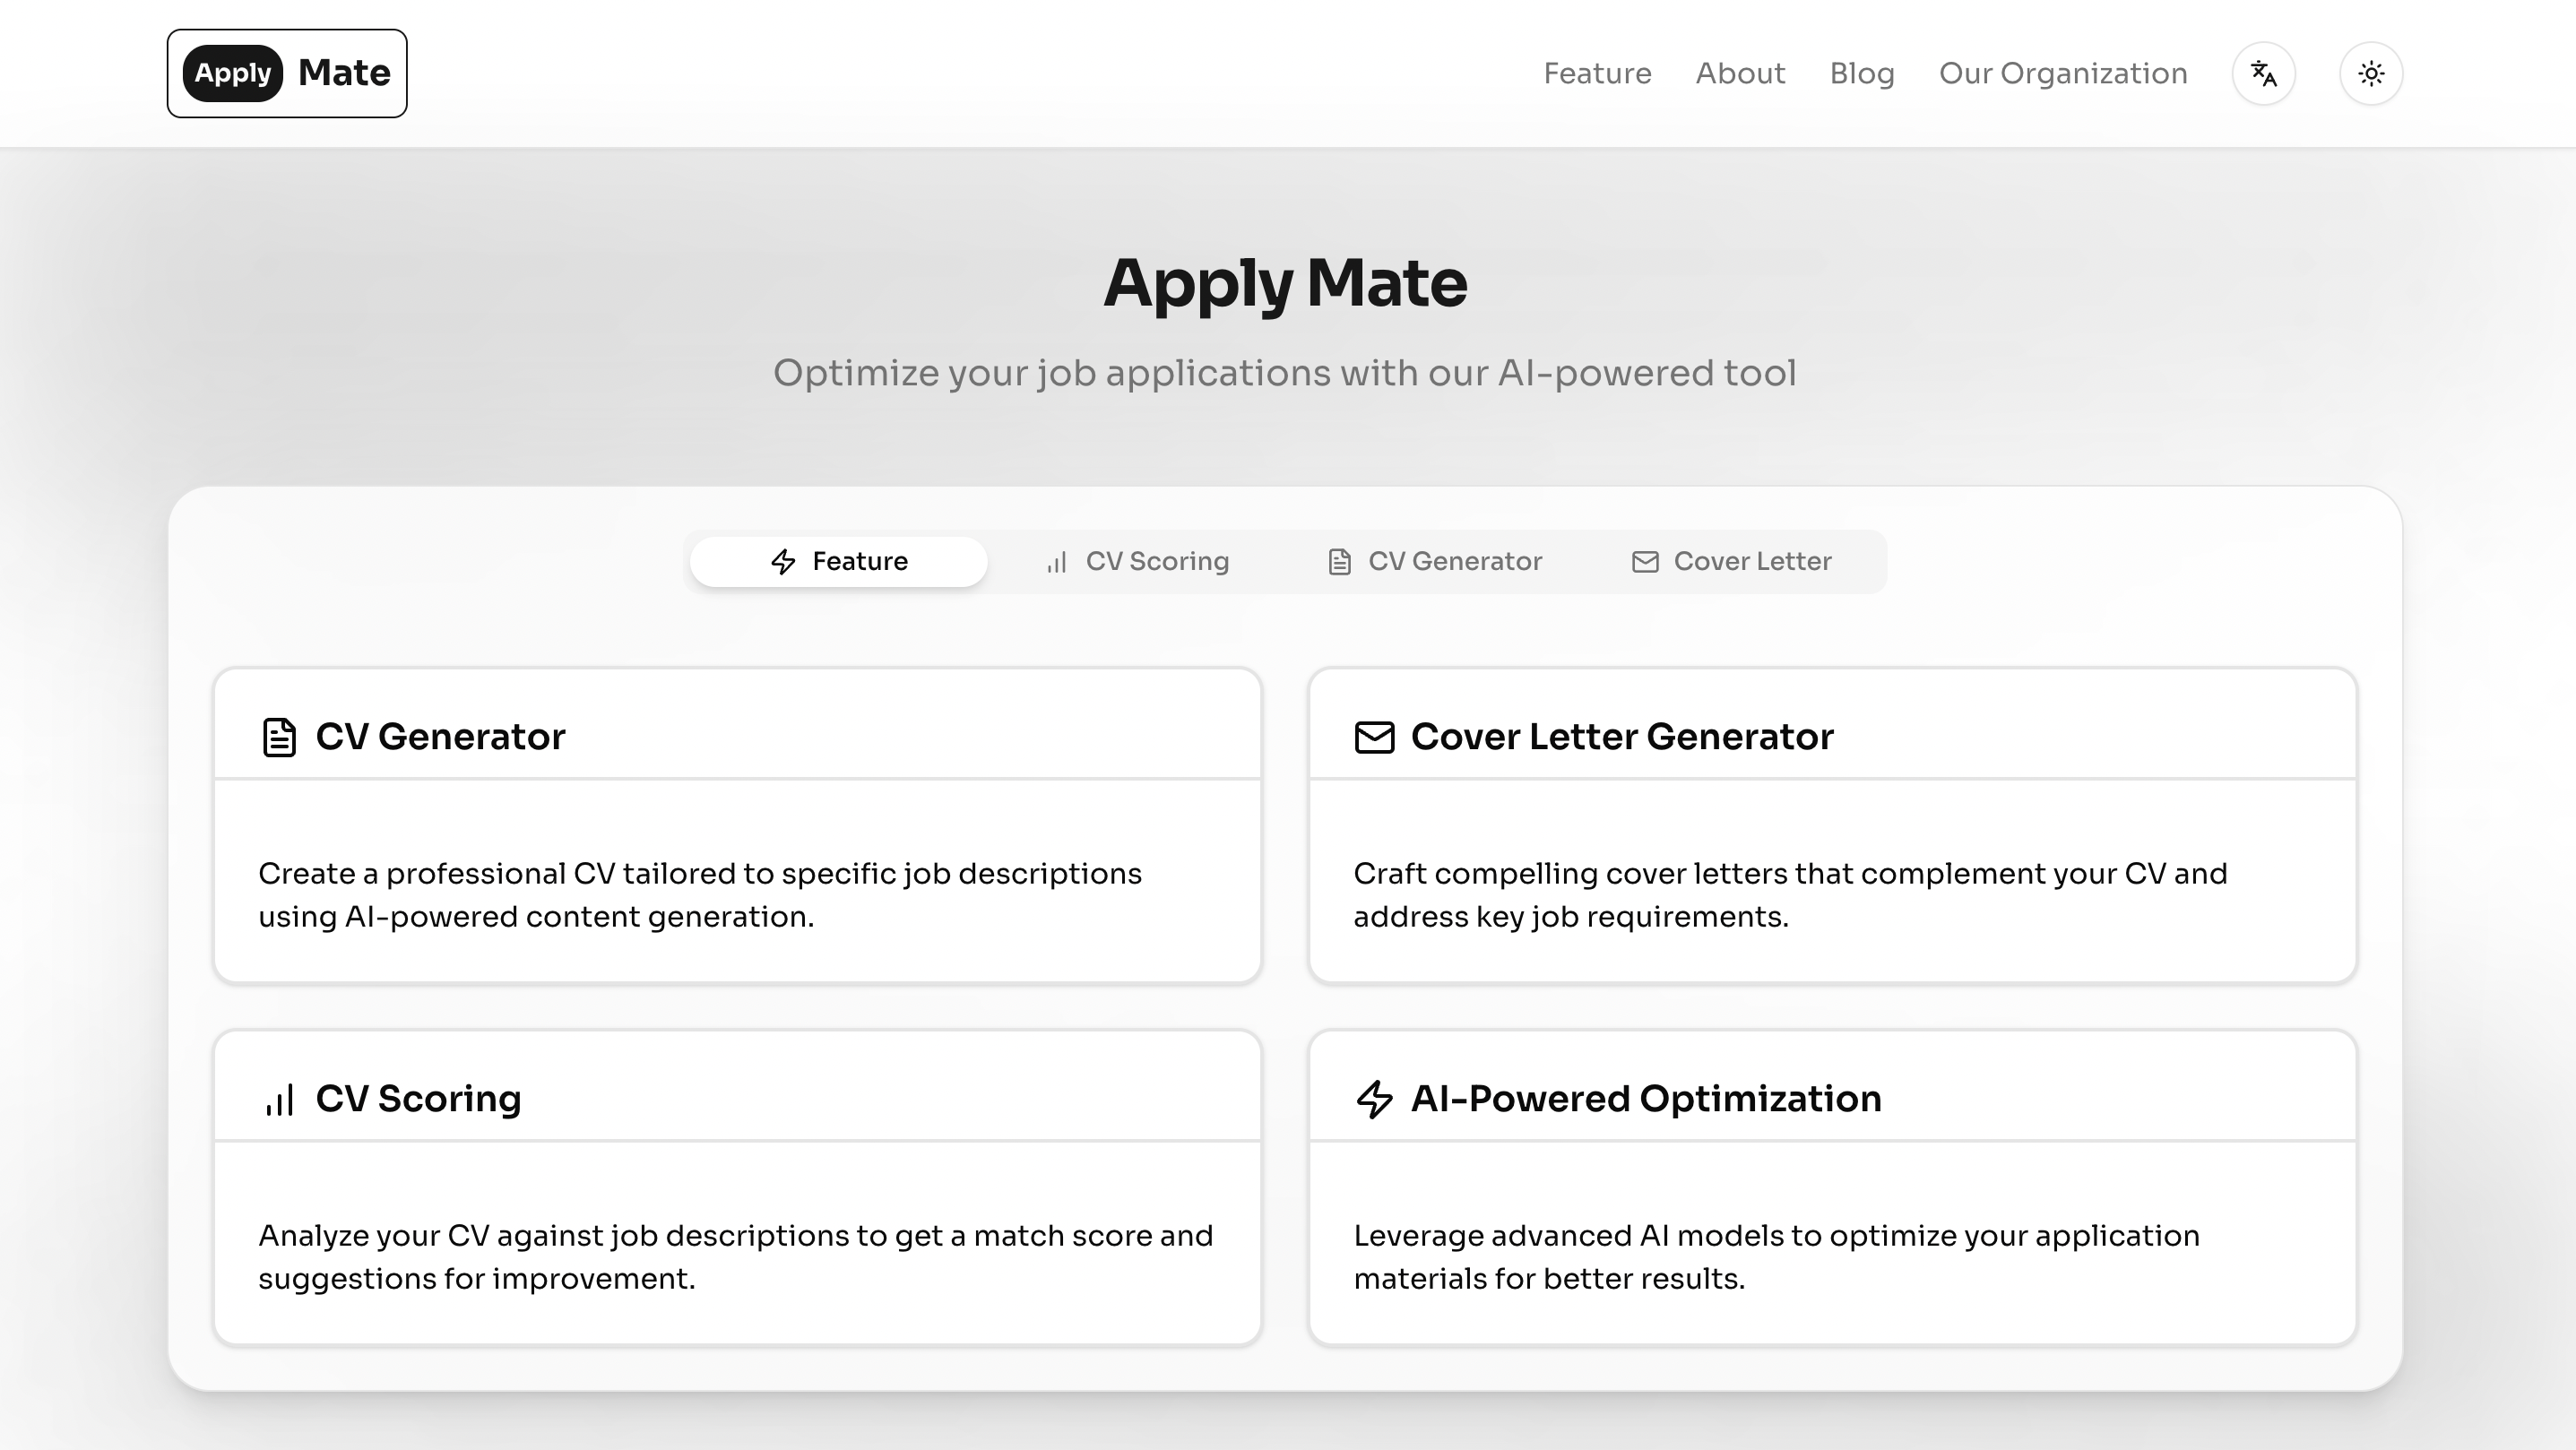 Apply Mate
Feature
About
Blog
Our Organization
Apply Mate
Optimize your job applications with our AI-powered tool
Feature
CV Scoring
CV Generator
Cover Letter
CV Generator
Create a professional CV tailored to specific job descriptions
using AI-powered content generation.
Cover Letter Generator
Craft compelling cover letters that complement your CV and
address key job requirements.
CV Scoring
Analyze your CV against job descriptions to get a match score and
suggestions for improvement.
AI-Powered Optimization
Leverage advanced AI models to optimize your application
materials for better results.